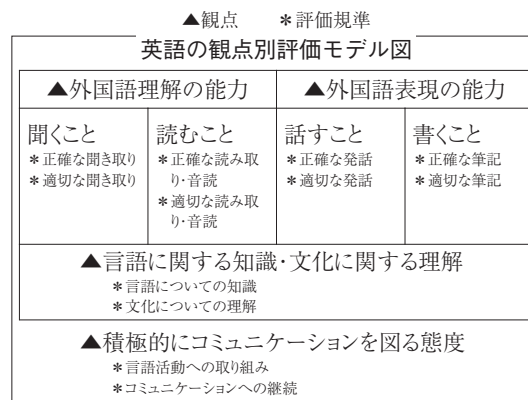 ▲観点 ＊評価規準
英語の観点別評価モデル図
▲外国語理解の能力
▲外国語表現の能力
聞くこと
＊正確な聞き取り
＊適切な聞き取り
読むこと
＊正確な読み取
り・音読
＊適切な読み取
り・音読
話すこと
＊正確な発話
＊適切な発話
書くこと
＊正確な筆記
＊適切な筆記
▲言語に関する知識・文化に関する理解
＊言語についての知識
＊文化についての理解
▲積極的にコミュニケーションを図る態度
＊言語活動への取り組み
＊コミュニケーションへの継続